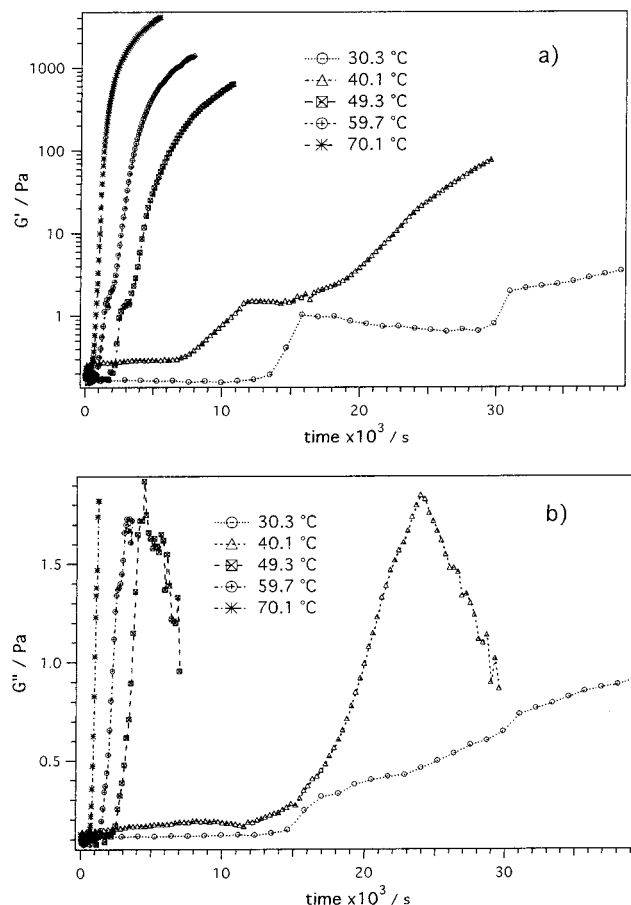 a)
1000
100
10
1
G' / Pa
30.3 °C
40.1 °C
49.3 °C
59.7 °C
70.1 °C
0
10
20
30
time x10³ / s
b)
1.5
1.0
0.5
G" / Pa
30.3 °C
40.1 °C
49.3 °C
59.7 °C
70.1 °C
0
10
20
30
time x10³ / s